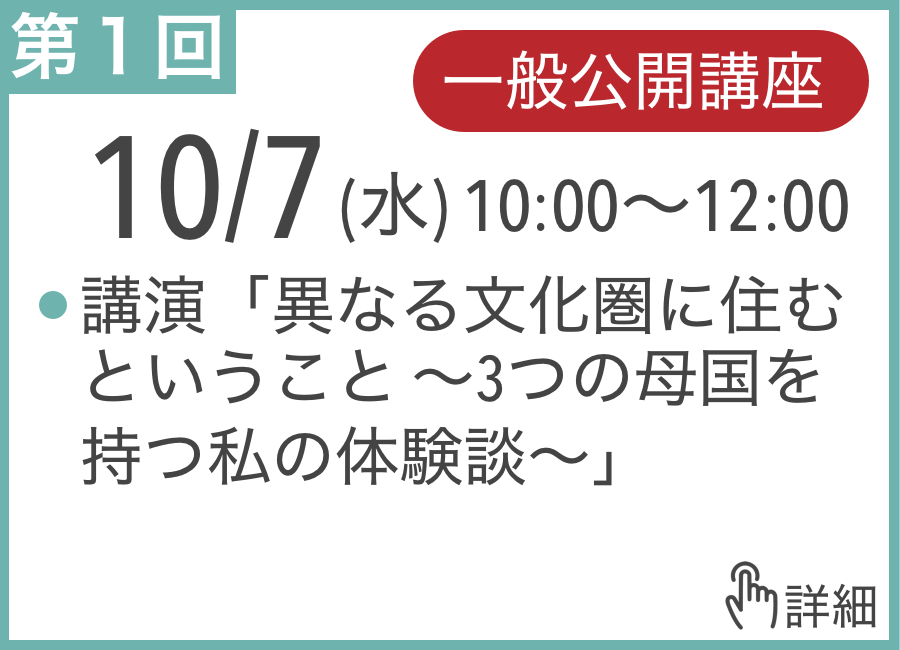 第１回
一般公開講座
10/7 (水) 10:00〜12:00
●講演「異なる文化圏に住む
ということ 〜3つの母国を
持つ私の体験談〜」
詳細